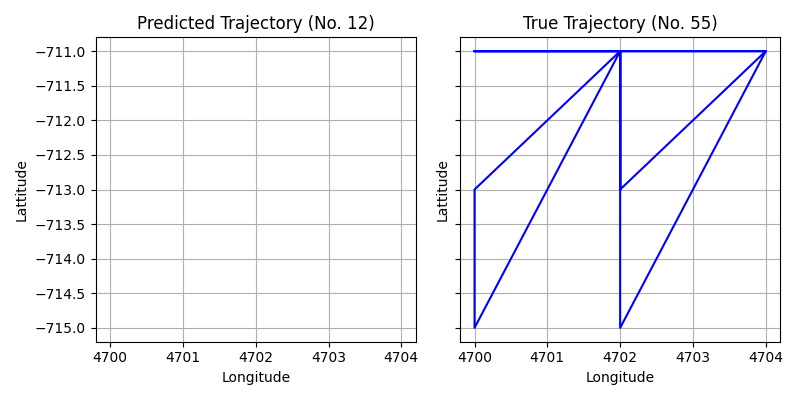 Predicted Trajectory (No. 12)
True Trajectory (No. 55)
−711.0
−711.5
−712.0
−712.5
−713.0
−713.5
−714.0
−714.5
−715.0
Lattitude
Lattitude
4700 4701 4702 4703 4704
4700 4701 4702 4703 4704
Longitude
Longitude